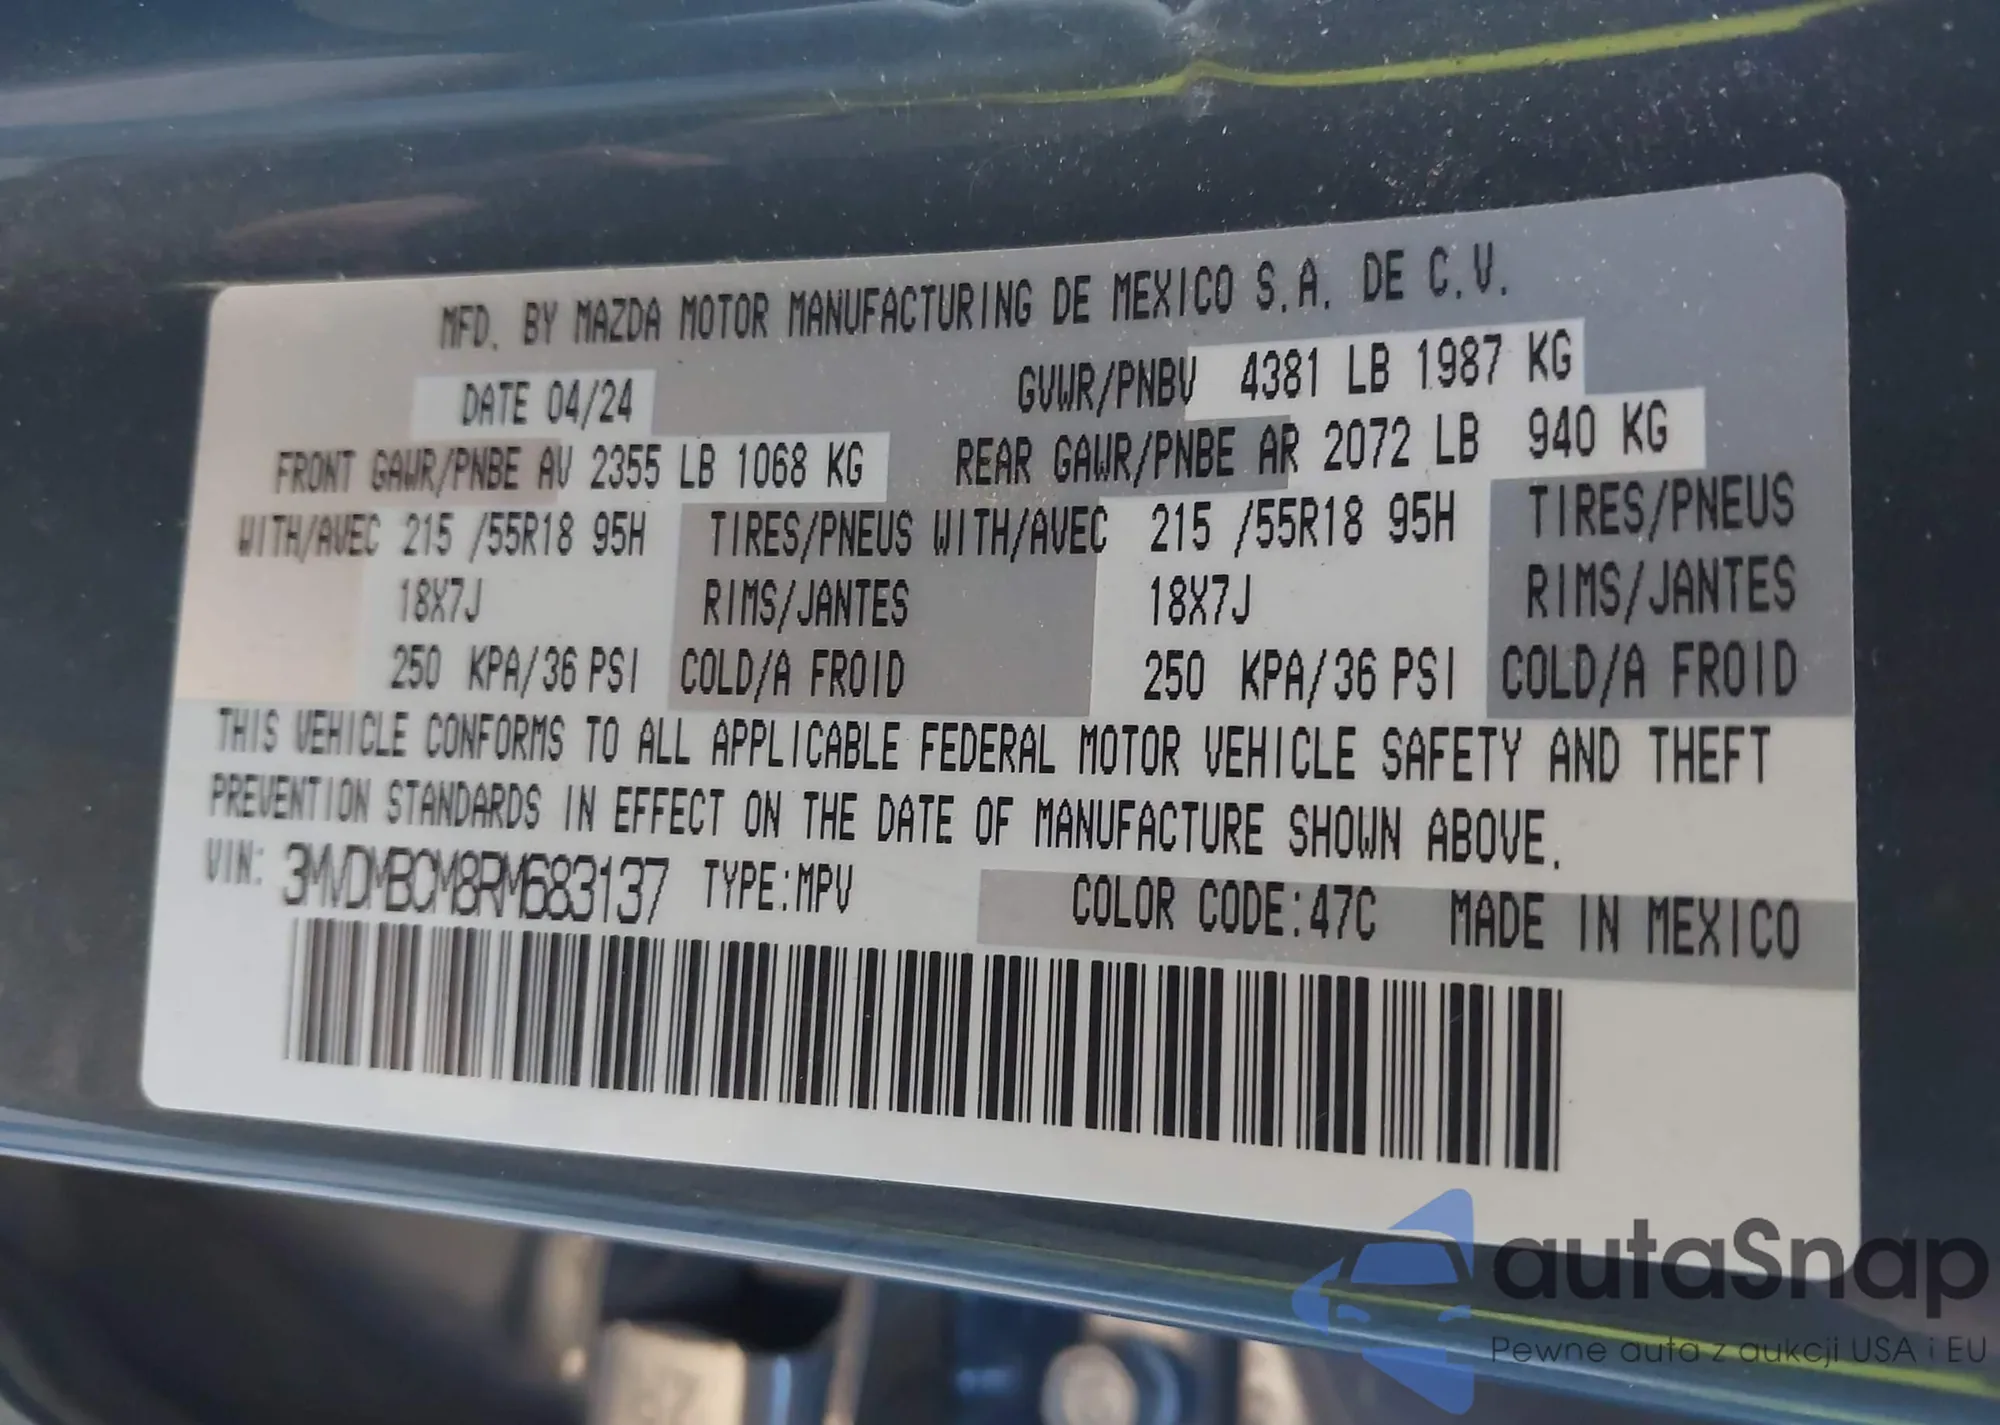 MFD. BY MAZDA MOTOR MANUFACTURING DE MEXICO S.A. DE C.V.
DATE 04/24 GVWR/PNBV 4381 LB 1987 KG
FRONT GAWR/PNBE AV 2355 LB 1068 KG REAR GAWR/PNBE AR 2072 LB 940 KG
WITH/AVEC 215 /55R18 95H TIRES/PNEUS WITH/AVEC 215 /55R18 95H TIRES/PNEUS
18X7J RIMS/JANTES 18X7J RIMS/JANTES
250 KPA/36 PSI COLD/A FROID 250 KPA/36 PSI COLD/A FROID
THIS VEHICLE CONFORMS TO ALL APPLICABLE FEDERAL MOTOR VEHICLE SAFETY AND THEFT
PREVENTION STANDARDS IN EFFECT ON THE DATE OF MANUFACTURE SHOWN ABOVE.
VIN: 3MVDMBCM8RM683137 TYPE:MPV COLOR CODE:47C MADE IN MEXICO
autaSnap
Pewne auta z aukcji USA i EU